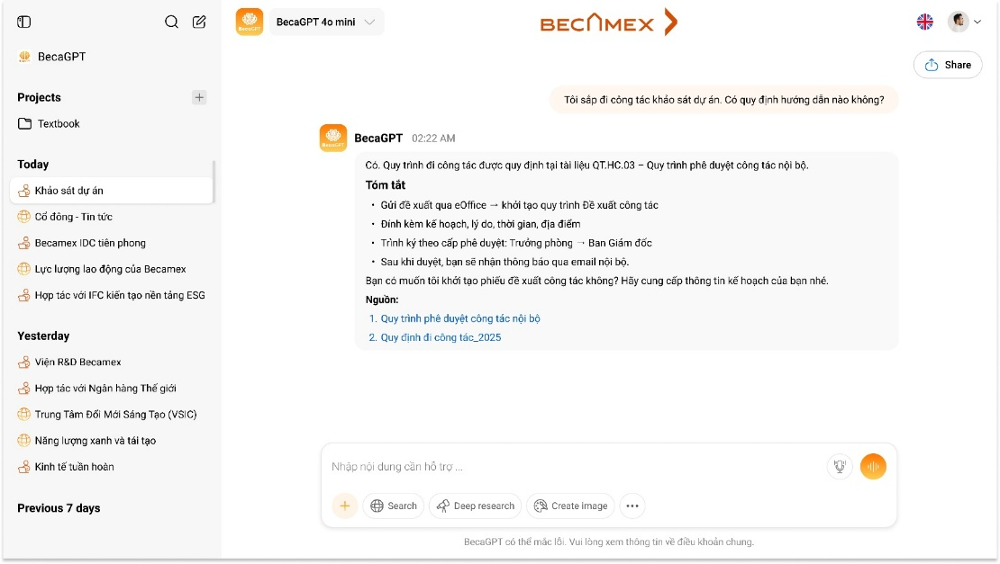 BecaGPT
Projects
Textbook
Today
Khảo sát dự án
Cổ đông - Tin tức
Becamex IDC tiên phong
Lực lượng lao động của Becamex
Hợp tác với IFC kiến tạo nền tảng ESG
Yesterday
Viện R&D Becamex
Hợp tác với Ngân hàng Thế giới
Trung Tâm Đổi Mới Sáng Tạo (VSIC)
Năng lượng xanh và tái tạo
Kinh tế tuần hoàn
Previous 7 days
BecaGPT
BecaGPT 4o mini
BECAMEX
Share
Tôi sắp đi công tác khảo sát dự án. Có quy định hướng dẫn nào không?
BecaGPT
BecaGPT 02:22 AM
Có. Quy trình đi công tác được quy định tại tài liệu QT.HC.03 – Quy trình phê duyệt công tác nội bộ.
Tóm tắt
• Gửi đề xuất qua eOffice → khởi tạo quy trình Đề xuất công tác
• Đính kèm kế hoạch, lý do, thời gian, địa điểm
• Trình ký theo cấp phê duyệt: Trưởng phòng → Ban Giám đốc
• Sau khi duyệt, bạn sẽ nhận thông báo qua email nội bộ.
Bạn có muốn tôi khởi tạo phiếu đề xuất công tác không? Hãy cung cấp thông tin kế hoạch của bạn nhé.
Nguồn:
1. Quy trình phê duyệt công tác nội bộ
2. Quy định đi công tác_2025
Nhập nội dung cần hỗ trợ ...
Search
Deep research
Create image
BecaGPT có thể mắc lỗi. Vui lòng xem thông tin về điều khoản chung.